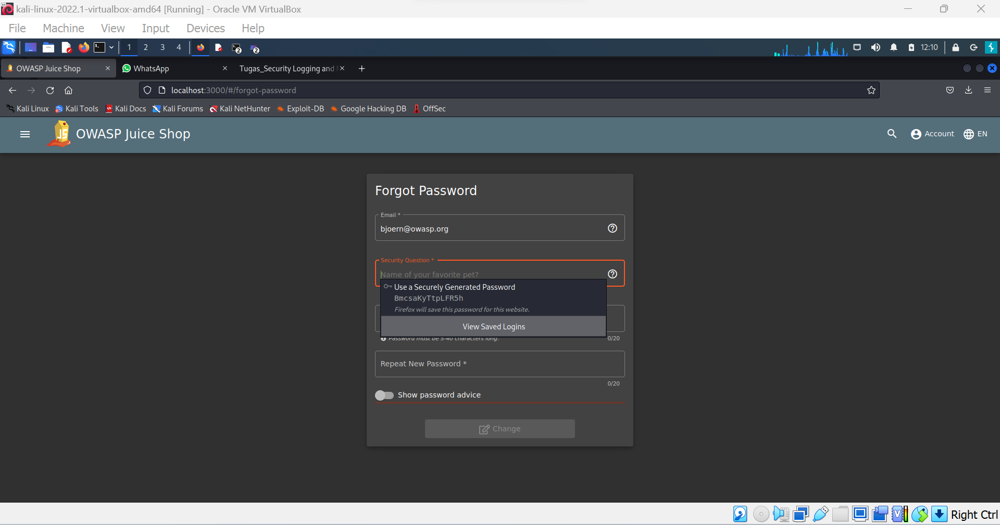 kali-linux-2022.1-virtualbox-amd64 [Running] - Oracle VM VirtualBox
File Machine View Input Devices Help
1 2 3 4 2 2 12:10
OWASP Juice Shop WhatsApp Tugas_Security Logging and
localhost:3000/#/forgot-password
Kali Linux Kali Tools Kali Docs Kali Forums Kali NetHunter Exploit-DB Google Hacking DB OffSec
OWASP Juice Shop Account EN
Forgot Password
Email *
bjoern@owasp.org
Security Question *
Name of your favorite pet?
Use a Securely Generated Password
BmcsaKyTtpLFR5h
Firefox will save this password for this website.
View Saved Logins
Password must be 5-40 characters long. 0/20
Repeat New Password *
0/20
Show password advice
Change
Right Ctrl